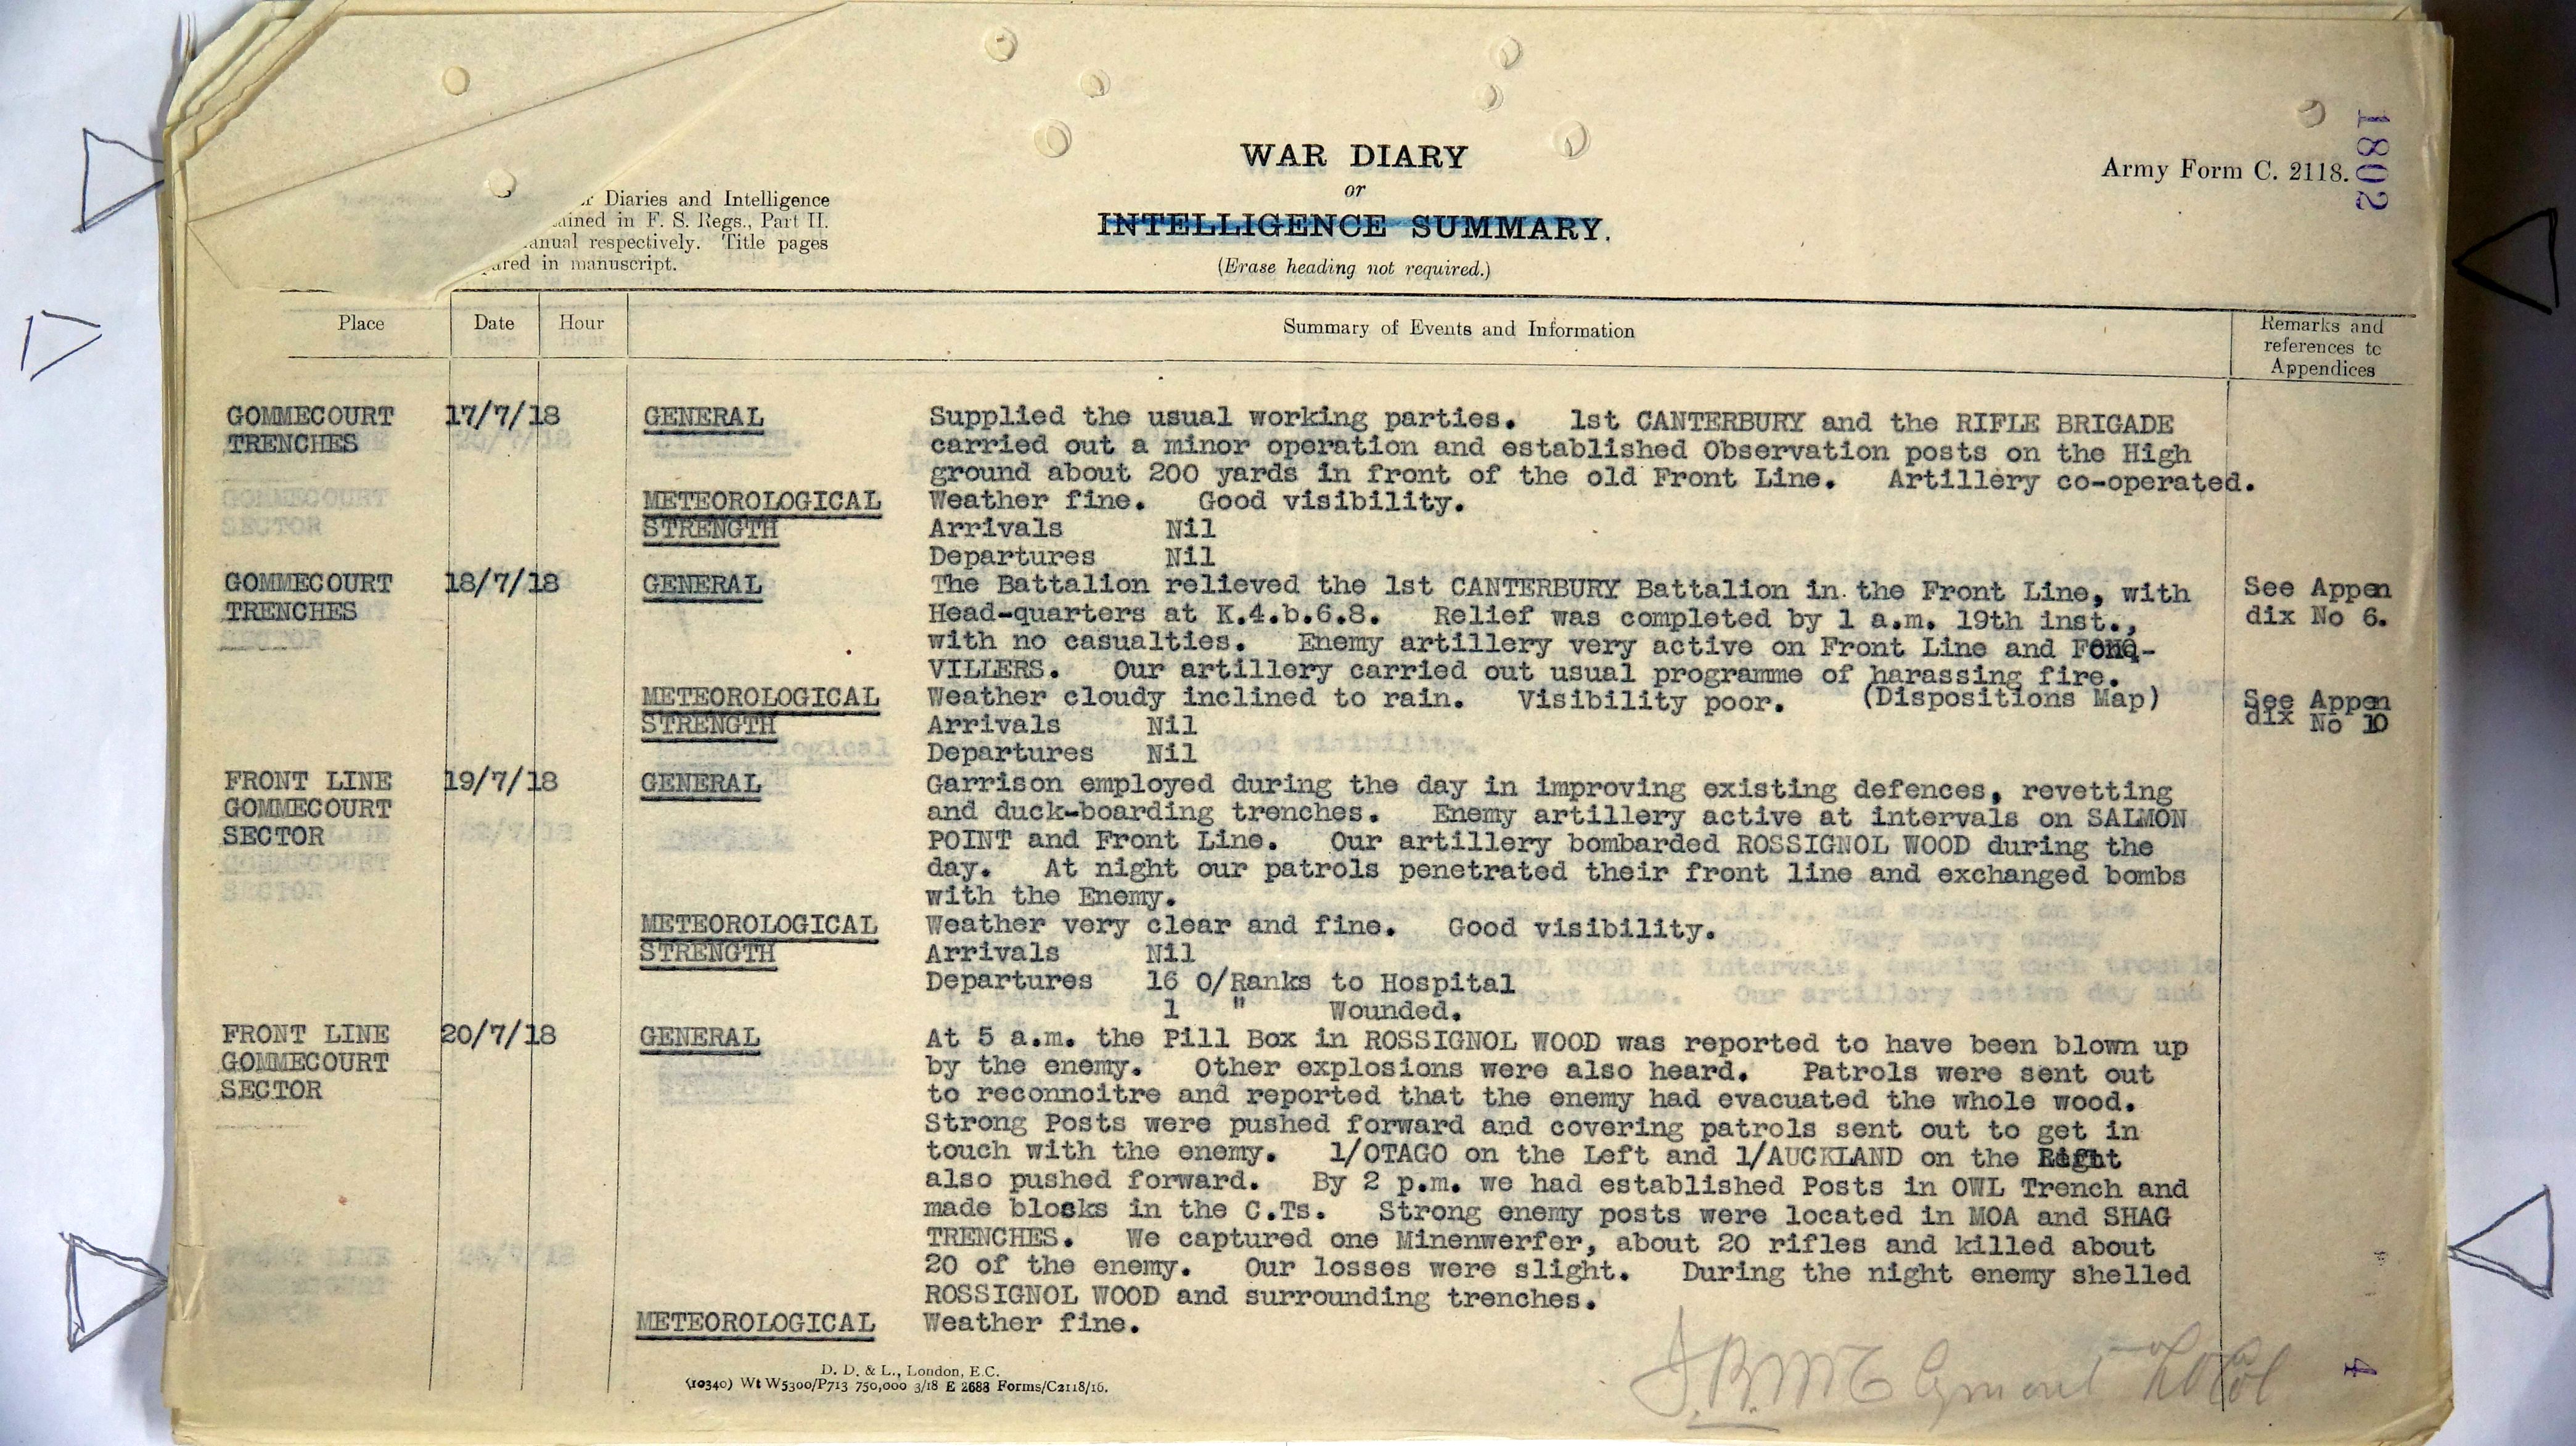 1802
Army Form C. 2118.
WAR DIARY
or
INTELLIGENCE SUMMARY.
(Erase heading not required.)
Diaries and Intelligence
in F. S. Regs., Part II.
respectively. Title pages
in manuscript.
Place Date Hour Summary of Events and Information Remarks and
references to
Appendices
GOMMECOURT 17/7/18 GENERAL Supplied the usual working parties. 1st CANTERBURY and the RIFLE BRIGADE
TRENCHES carried out a minor operation and established Observation posts on the High
ground about 200 yards in front of the old Front Line. Artillery co-operated.
METEOROLOGICAL Weather fine. Good visibility.
STRENGTH Arrivals Nil
Departures Nil
GOMMECOURT 18/7/18 GENERAL The Battalion relieved the 1st CANTERBURY Battalion in the Front Line, with See Appen
TRENCHES Head-quarters at K.4.b.6.8. Relief was completed by 1 a.m. 19th inst., dix No 6.
with no casualties. Enemy artillery very active on Front Line and FONQ-
VILLERS. Our artillery carried out usual programme of harassing fire.
METEOROLOGICAL Weather cloudy inclined to rain. Visibility poor. (Dispositions Map) See Appen
STRENGTH Arrivals Nil dix No 10
Departures Nil
FRONT LINE 19/7/18 GENERAL Garrison employed during the day in improving existing defences, revetting
GOMMECOURT and duck-boarding trenches. Enemy artillery active at intervals on SALMON
SECTOR POINT and Front Line. Our artillery bombarded ROSSIGNOL WOOD during the
day. At night our patrols penetrated their front line and exchanged bombs
with the Enemy.
METEOROLOGICAL Weather very clear and fine. Good visibility.
STRENGTH Arrivals Nil
Departures 16 O/Ranks to Hospital
1 " Wounded.
FRONT LINE 20/7/18 GENERAL At 5 a.m. the Pill Box in ROSSIGNOL WOOD was reported to have been blown up
GOMMECOURT by the enemy. Other explosions were also heard. Patrols were sent out
SECTOR to reconnoitre and reported that the enemy had evacuated the whole wood.
Strong Posts were pushed forward and covering patrols sent out to get in
touch with the enemy. 1/OTAGO on the Left and 1/AUCKLAND on the Right
also pushed forward. By 2 p.m. we had established Posts in OWL Trench and
made blocks in the C.Ts. Strong enemy posts were located in MOA and SHAG
TRENCHES. We captured one Minenwerfer, about 20 rifles and killed about
20 of the enemy. Our losses were slight. During the night enemy shelled
ROSSIGNOL WOOD and surrounding trenches.
METEOROLOGICAL Weather fine.
4
D. D. & L., London, E.C.
(10340) Wt W5300/P713 750,000 3/18 E 2688 Forms/C2118/16.